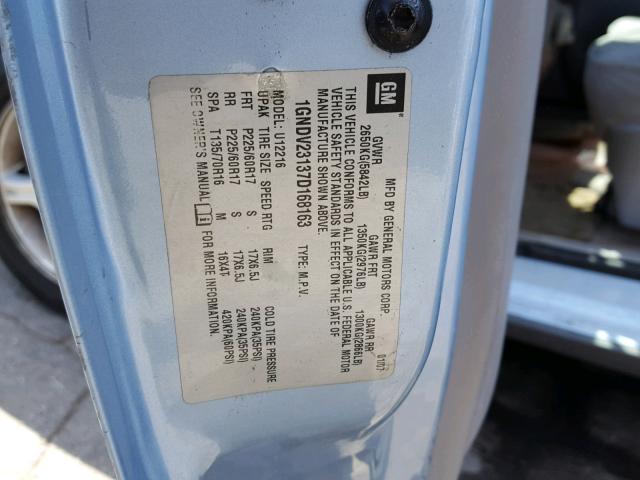 GM
MFD BY GENERAL MOTORS CORP. 01/07
GVWR GAWR FRT GAWR RR
2650KG(5842LB) 1350KG(2976LB) 1300KG(2866LB)
THIS VEHICLE CONFORMS TO ALL APPLICABLE U.S. FEDERAL MOTOR
VEHICLE SAFETY STANDARDS IN EFFECT ON THE DATE OF
MANUFACTURE SHOWN ABOVE.
1GNDV23137D168163 TYPE: M.P.V.
MODEL: U12216
UPAK TIRE SIZE SPEED RTG RIM COLD TIRE PRESSURE
FRT P225/60R17 S 17X6.5J 240KPA(35PSI)
RR P225/60R17 S 17X6.5J 240KPA(35PSI)
SPA T135/70R16 M 16X4T 420KPA(60PSI)
SEE OWNER'S MANUAL FOR MORE INFORMATION.